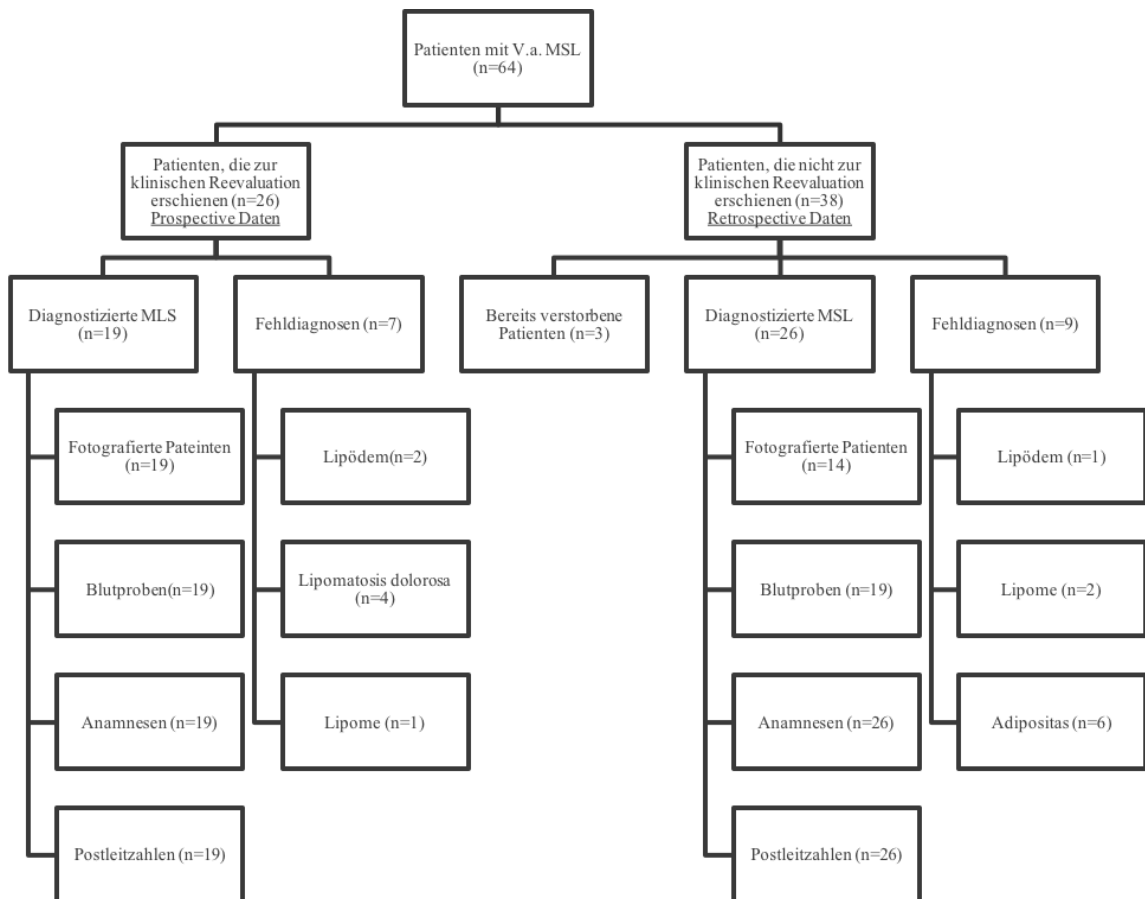 Patienten mit V.a. MSL
(n=64)
Patienten, die zur
klinischen Reevaluation
erschienen (n=26)
Prospective Daten
Patienten, die nicht zur
klinischen Reevaluation
erschienen (n=38)
Retrospective Daten
Diagnostizierte MLS
(n=19)
Fehldiagnosen (n=7)
Bereits verstorbene
Patienten (n=3)
Diagnostizierte MSL
(n=26)
Fehldiagnosen (n=9)
Fotografierte Pateinten
(n=19)
Lipödem(n=2)
Fotografierte Patienten
(n=14)
Lipödem (n=1)
Blutproben(n=19)
Lipomatosis dolorosa
(n=4)
Blutproben (n=19)
Lipome (n=2)
Anamnesen (n=19)
Lipome (n=1)
Anamnesen (n=26)
Adipositas (n=6)
Postleitzahlen (n=19)
Postleitzahlen (n=26)